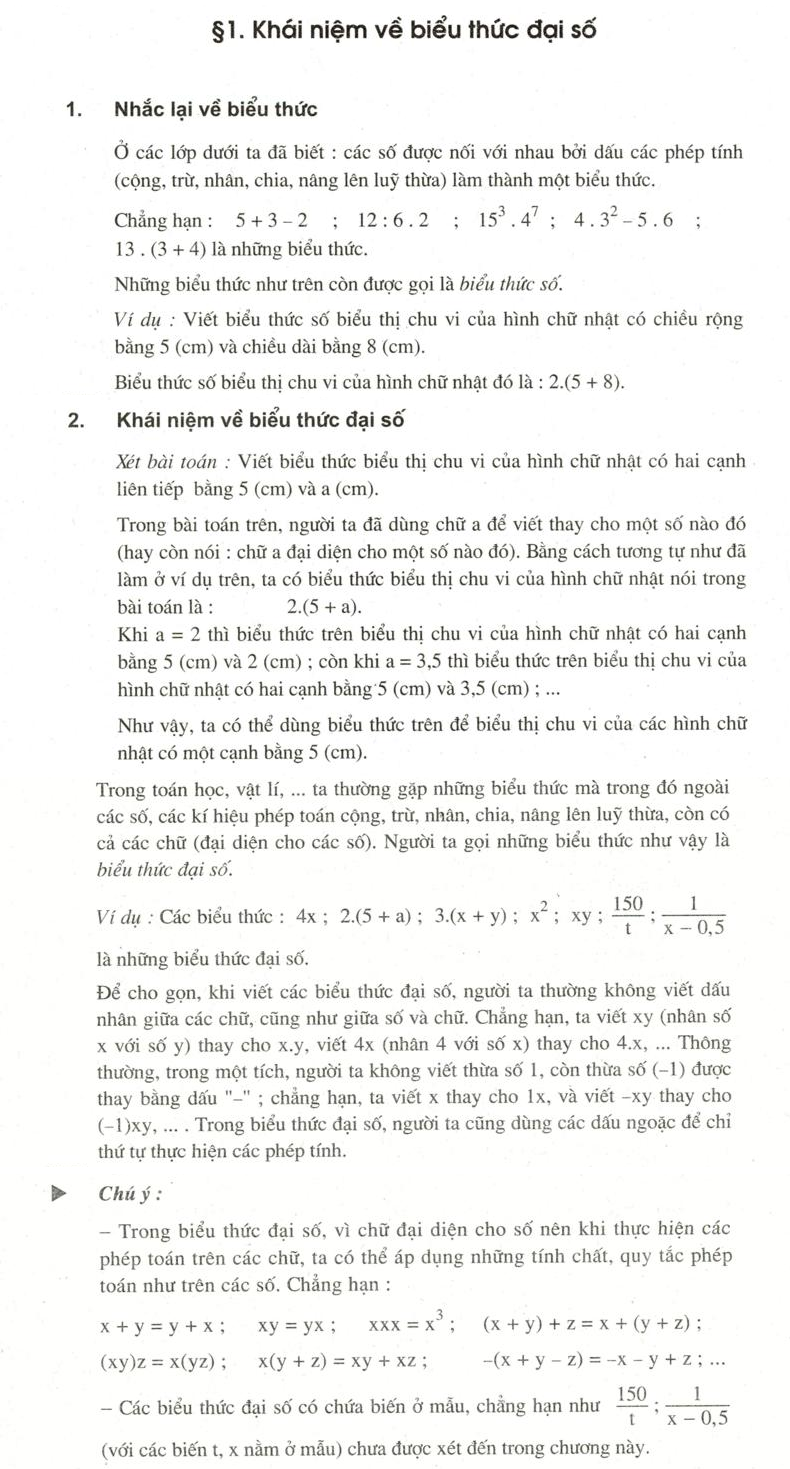 §1. Khái niệm về biểu thức đại số
1. Nhắc lại về biểu thức
Ở các lớp dưới ta đã biết : các số được nối với nhau bởi dấu các phép tính
(cộng, trừ, nhân, chia, nâng lên luỹ thừa) làm thành một biểu thức.
Chẳng hạn : 5 + 3 – 2 ; 12 : 6 . 2 ; 15³ . 4⁷ ; 4 . 3² – 5 . 6 ;
13 . (3 + 4) là những biểu thức.
Những biểu thức như trên còn được gọi là biểu thức số.
Ví dụ : Viết biểu thức số biểu thị chu vi của hình chữ nhật có chiều rộng
bằng 5 (cm) và chiều dài bằng 8 (cm).
Biểu thức số biểu thị chu vi của hình chữ nhật đó là : 2.(5 + 8).
2. Khái niệm về biểu thức đại số
Xét bài toán : Viết biểu thức biểu thị chu vi của hình chữ nhật có hai cạnh
liên tiếp bằng 5 (cm) và a (cm).
Trong bài toán trên, người ta đã dùng chữ a để viết thay cho một số nào đó
(hay còn nói : chữ a đại diện cho một số nào đó). Bằng cách tương tự như đã
làm ở ví dụ trên, ta có biểu thức biểu thị chu vi của hình chữ nhật nói trong
bài toán là : 2.(5 + a).
Khi a = 2 thì biểu thức trên biểu thị chu vi của hình chữ nhật có hai cạnh
bằng 5 (cm) và 2 (cm) ; còn khi a = 3,5 thì biểu thức trên biểu thị chu vi của
hình chữ nhật có hai cạnh bằng 5 (cm) và 3,5 (cm) ; ...
Như vậy, ta có thể dùng biểu thức trên để biểu thị chu vi của các hình chữ
nhật có một cạnh bằng 5 (cm).
Trong toán học, vật lí, ... ta thường gặp những biểu thức mà trong đó ngoài
các số, các kí hiệu phép toán cộng, trừ, nhân, chia, nâng lên luỹ thừa, còn có
cả các chữ (đại diện cho các số). Người ta gọi những biểu thức như vậy là
biểu thức đại số.
Ví dụ : Các biểu thức : 4x ; 2.(5 + a) ; 3.(x + y) ; x² ; xy ; 150/t ; 1/(x – 0,5)
là những biểu thức đại số.
Để cho gọn, khi viết các biểu thức đại số, người ta thường không viết dấu
nhân giữa các chữ, cũng như giữa số và chữ. Chẳng hạn, ta viết xy (nhân số
x với số y) thay cho x.y, viết 4x (nhân 4 với số x) thay cho 4.x, ... Thông
thường, trong một tích, người ta không viết thừa số 1, còn thừa số (–1) được
thay bằng dấu "–" ; chẳng hạn, ta viết x thay cho 1x, và viết –xy thay cho
(–1)xy, ... . Trong biểu thức đại số, người ta cũng dùng các dấu ngoặc để chỉ
thứ tự thực hiện các phép tính.
Chú ý :
– Trong biểu thức đại số, vì chữ đại diện cho số nên khi thực hiện các
phép toán trên các chữ, ta có thể áp dụng những tính chất, quy tắc phép
toán như trên các số. Chẳng hạn :
x + y = y + x ; xy = yx ; xxx = x³ ; (x + y) + z = x + (y + z) ;
(xy)z = x(yz) ; x(y + z) = xy + xz ; –(x + y – z) = –x – y + z ; ...
– Các biểu thức đại số có chứa biến ở mẫu, chẳng hạn như 150/t ; 1/(x – 0,5)
(với các biến t, x nằm ở mẫu) chưa được xét đến trong chương này.